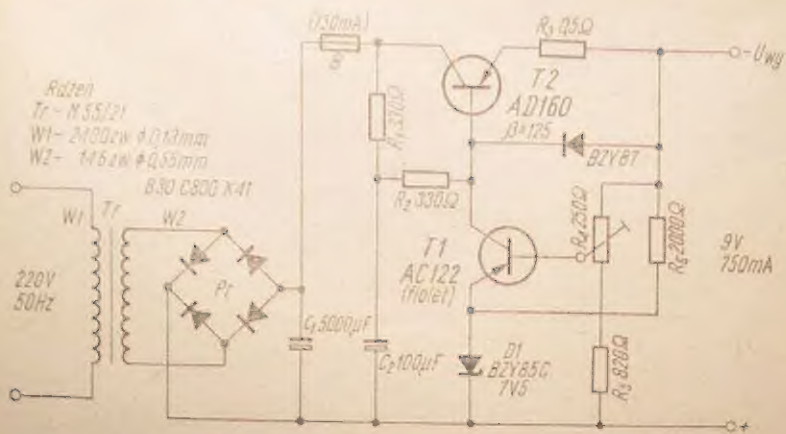 (730mA)
B
R₃ 0,5Ω
-Uwy
T2
AD160
β=125
Rdzeń
Tr - M 55/21
W1 - 2400zw φ 0,13mm
W2 - 146zw φ 0,55mm
B30 C800 K41
R₁ 330Ω
BZY87
R₂ 330Ω
W1
Tr
W2
T1
AC122
(fiolet)
R₄ 250Ω
R₅ 2000Ω
9V
750mA
220V
50Hz
Pr
C₁ 5000μF
C₂ 100μF
D1
BZY85C
7V5
R₃ 820Ω
+